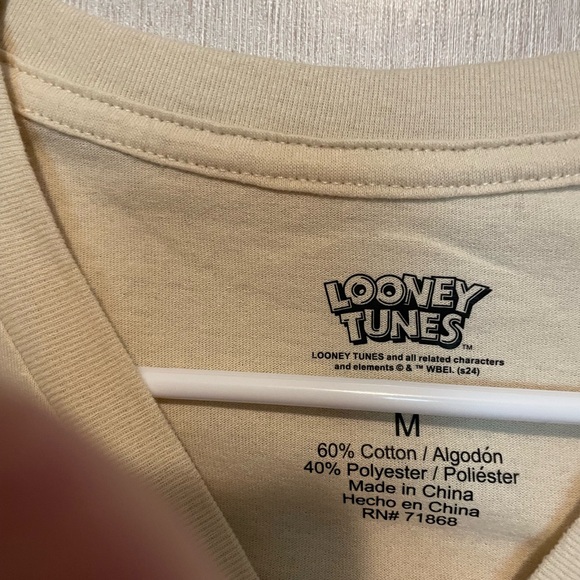 LOONEY
TUNES™
LOONEY TUNES and all related characters
and elements © & ™ WBEI. (s24)
M
60% Cotton / Algodón
40% Polyester / Poliéster
Made in China
Hecho en China
RN# 71868